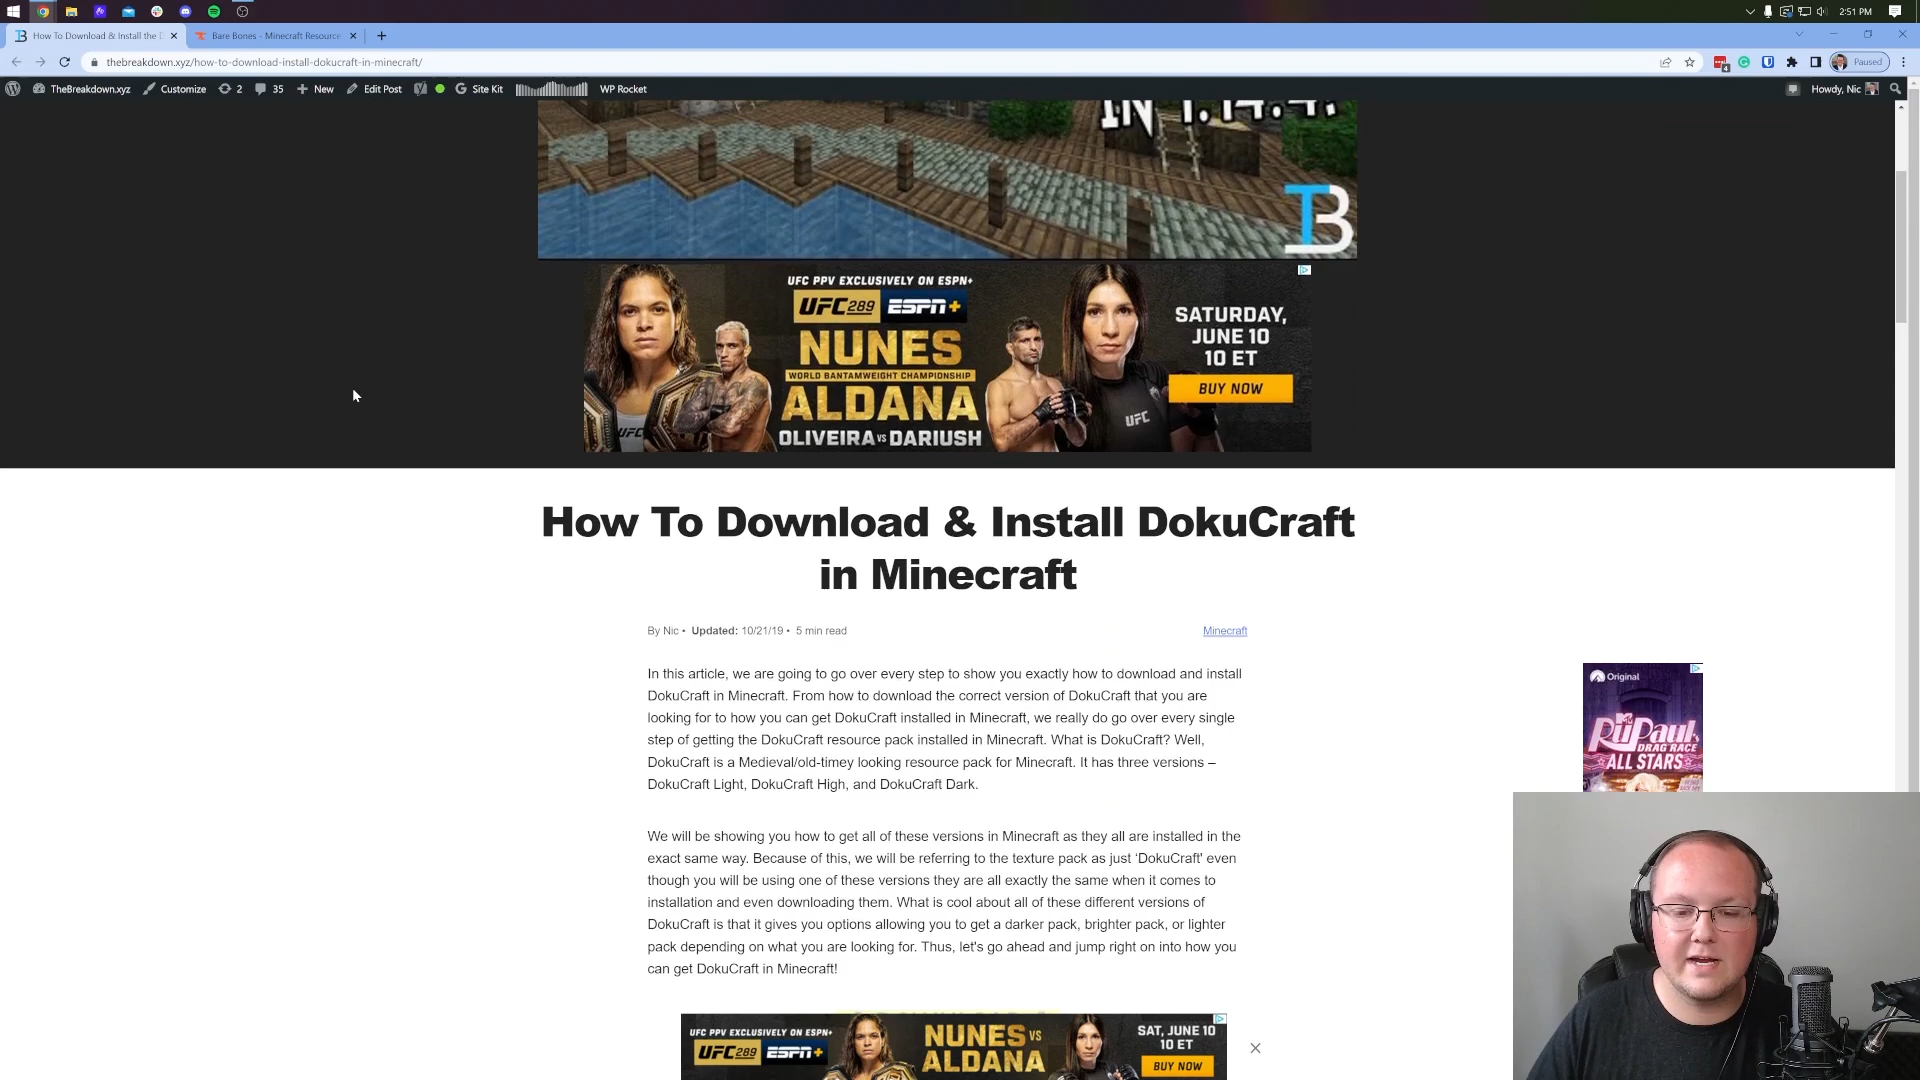 2:51 PM
How To Download & Install the D
Bare Bones - Minecraft Resource
thebreakdown.xyz/how-to-download-install-dokucraft-in-minecraft/
4
Paused
TheBreakdown.xyz
Customize
2
35
New
Edit Post
Site Kit
WP Rocket
Howdy, Nic
IN 1.14.4!
TB
UFC PPV EXCLUSIVELY ON ESPN+
UFC 289 ESPN+
NUNES
WORLD BANTAMWEIGHT CHAMPIONSHIP
ALDANA
OLIVEIRA VS DARIUSH
UFC
UFC
SATURDAY,
JUNE 10
10 ET
BUY NOW
How To Download & Install DokuCraft
in Minecraft
By Nic • Updated: 10/21/19 • 5 min read
Minecraft
In this article, we are going to go over every step to show you exactly how to download and install
DokuCraft in Minecraft. From how to download the correct version of DokuCraft that you are
looking for to how you can get DokuCraft installed in Minecraft, we really do go over every single
step of getting the DokuCraft resource pack installed in Minecraft. What is DokuCraft? Well,
DokuCraft is a Medieval/old-timey looking resource pack for Minecraft. It has three versions –
DokuCraft Light, DokuCraft High, and DokuCraft Dark.
We will be showing you how to get all of these versions in Minecraft as they all are installed in the
exact same way. Because of this, we will be referring to the texture pack as just ‘DokuCraft’ even
though you will be using one of these versions they are all exactly the same when it comes to
installation and even downloading them. What is cool about all of these different versions of
DokuCraft is that it gives you options allowing you to get a darker pack, brighter pack, or lighter
pack depending on what you are looking for. Thus, let's go ahead and jump right on into how you
can get DokuCraft in Minecraft!
Original
MTV
RuPaul's
DRAG RACE
ALL STARS
UFC PPV EXCLUSIVELY ON ESPN+
UFC 289 ESPN+
NUNES VS
ALDANA
SAT, JUNE 10
10 ET
BUY NOW